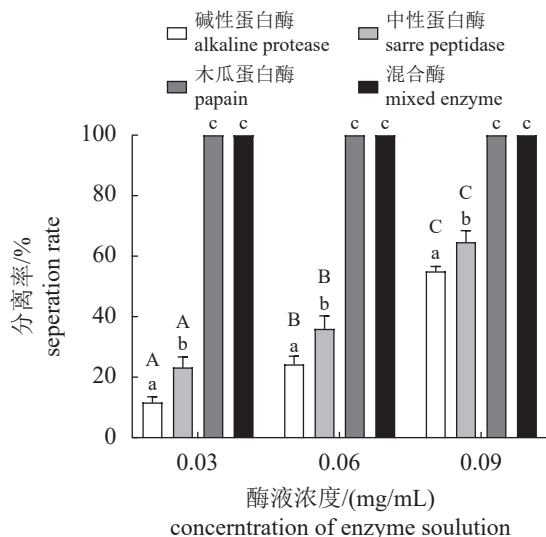 碱性蛋白酶
alkaline protease
中性蛋白酶
sarre peptidase
木瓜蛋白酶
papain
混合酶
mixed enzyme
100
80
60
40
20
0
分离率/%
seperation rate
A
a
A
b
c
c
B
a
B
b
c
c
C
a
C
b
c
c
0.03
0.06
0.09
酶液浓度/(mg/mL)
concerntration of enzyme soulution